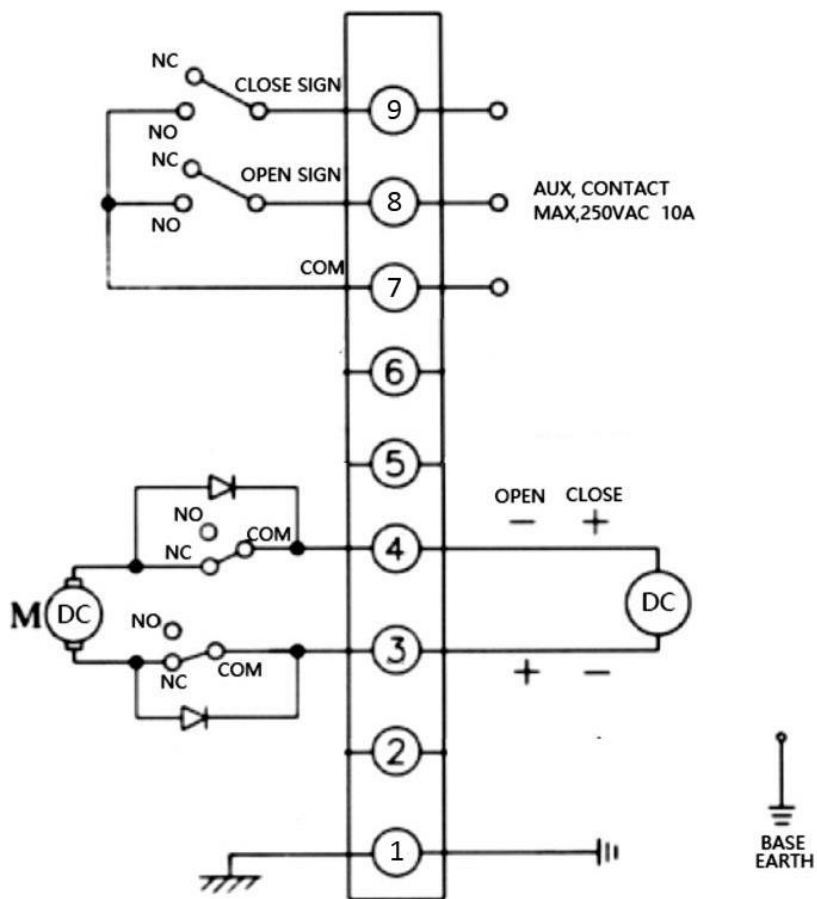 NC
CLOSE SIGN
9
NO
NC
OPEN SIGN
8
AUX, CONTACT
MAX,250VAC 10A
NO
COM
7
6
5
OPEN CLOSE
− +
NO
COM
4
NC
M
DC
DC
NO
3
NC
COM
+ −
2
1
BASE
EARTH